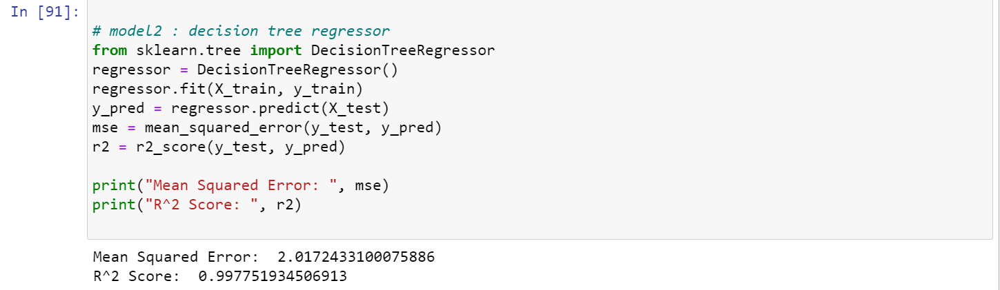 In [91]:
# model2 : decision tree regressor
from sklearn.tree import DecisionTreeRegressor
regressor = DecisionTreeRegressor()
regressor.fit(X_train, y_train)
y_pred = regressor.predict(X_test)
mse = mean_squared_error(y_test, y_pred)
r2 = r2_score(y_test, y_pred)
print("Mean Squared Error: ", mse)
print("R^2 Score: ", r2)
Mean Squared Error:  2.0172433100075886
R^2 Score:  0.997751934506913